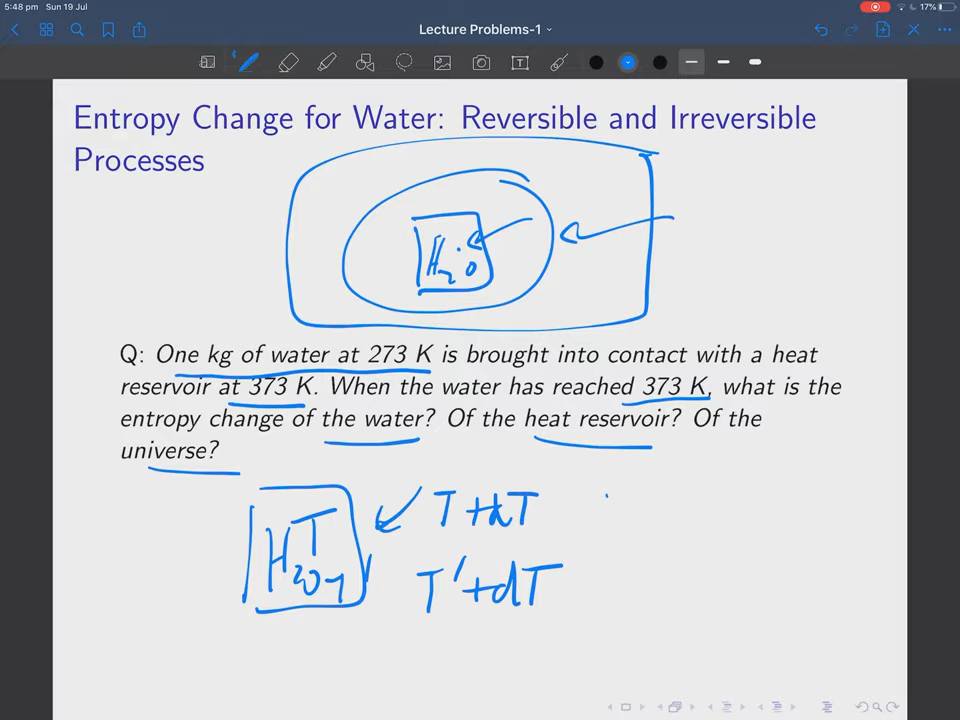 5:48 pm Sun 19 Jul
17%
Lecture Problems-1
Entropy Change for Water: Reversible and Irreversible
Processes
H2O
Q: One kg of water at 273 K is brought into contact with a heat
reservoir at 373 K. When the water has reached 373 K, what is the
entropy change of the water? Of the heat reservoir? Of the
universe?
T
T+dT
H2O
T'+dT